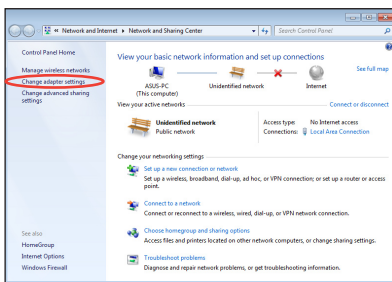 Network and Internet ▸ Network and Sharing Center
Search Control Panel
Control Panel Home
Manage wireless networks
Change adapter settings
Change advanced sharing
settings
View your basic network information and set up connections
See full map
ASUS-PC
(This computer)
Unidentified network
Internet
View your active networks
Connect or disconnect
Unidentified network
Public network
Access type: No Internet access
Connections: Local Area Connection
Change your networking settings
Set up a new connection or network
Set up a wireless, broadband, dial-up, ad hoc, or VPN connection; or set up a router or access
point.
Connect to a network
Connect or reconnect to a wireless, wired, dial-up, or VPN network connection.
Choose homegroup and sharing options
Access files and printers located on other network computers, or change sharing settings.
Troubleshoot problems
Diagnose and repair network problems, or get troubleshooting information.
See also
HomeGroup
Internet Options
Windows Firewall